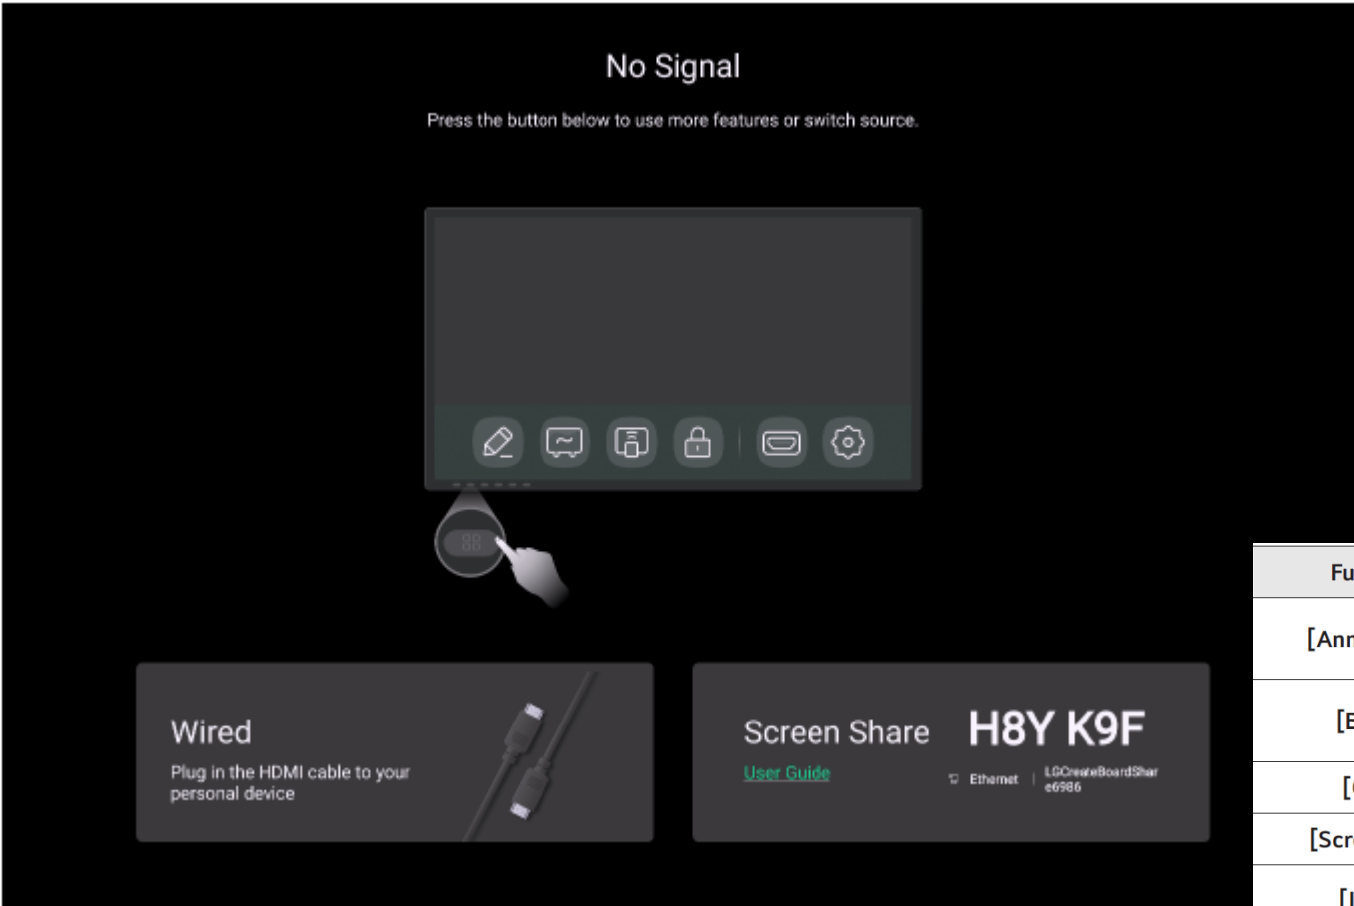 No Signal
Press the button below to use more features or switch source.
Wired
Plug in the HDMI cable to your
personal device
Screen Share
User Guide
H8Y K9F
Ethernet
LGCreateBoardShar
e6986
Fu
[Ann
[Scr